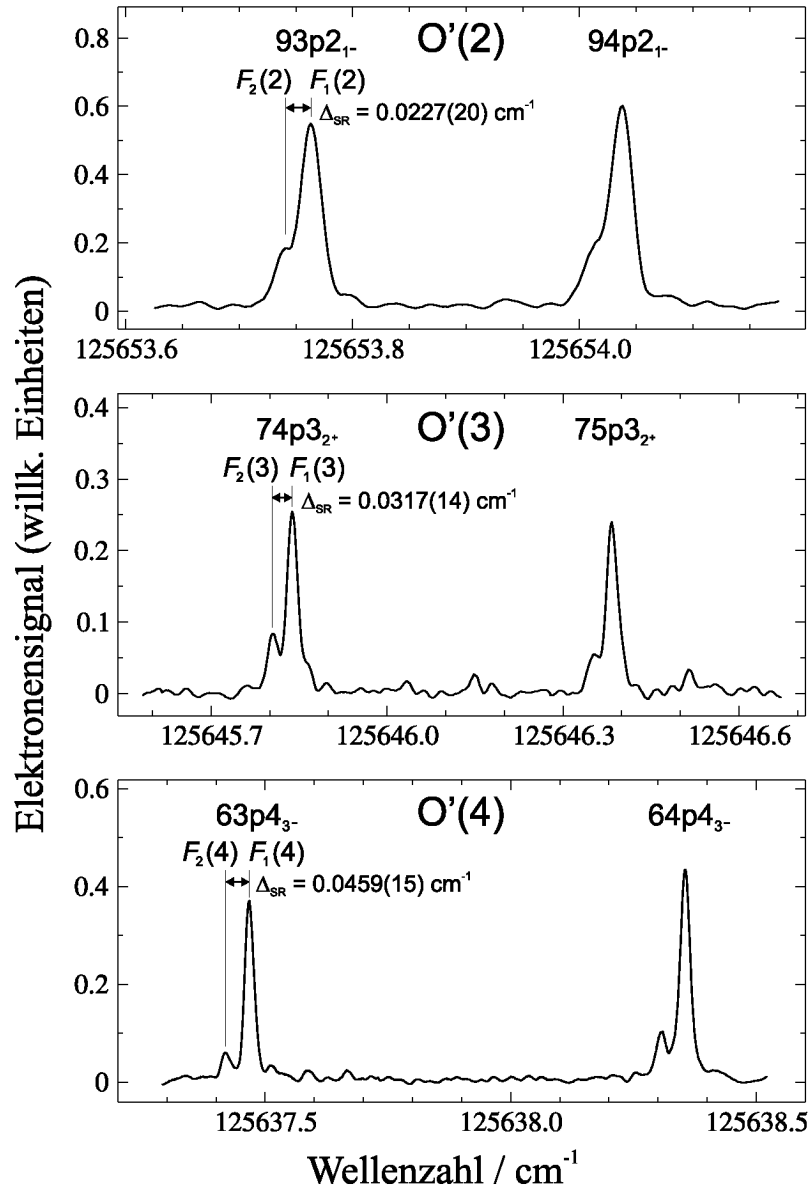 Elektronensignal (willk. Einheiten)
93p2₁₋ O'(2) 94p2₁₋
F₂(2) F₁(2)
Δ_SR = 0.0227(20) cm⁻¹
0.8
0.6
0.4
0.2
0
125653.6 125653.8 125654.0
74p3₂₊ O'(3) 75p3₂₊
F₂(3) F₁(3)
Δ_SR = 0.0317(14) cm⁻¹
0.4
0.3
0.2
0.1
0
125645.7 125646.0 125646.3 125646.6
63p4₃₋ O'(4) 64p4₃₋
F₂(4) F₁(4)
Δ_SR = 0.0459(15) cm⁻¹
0.6
0.4
0.2
0
125637.5 125638.0 125638.5
Wellenzahl / cm⁻¹